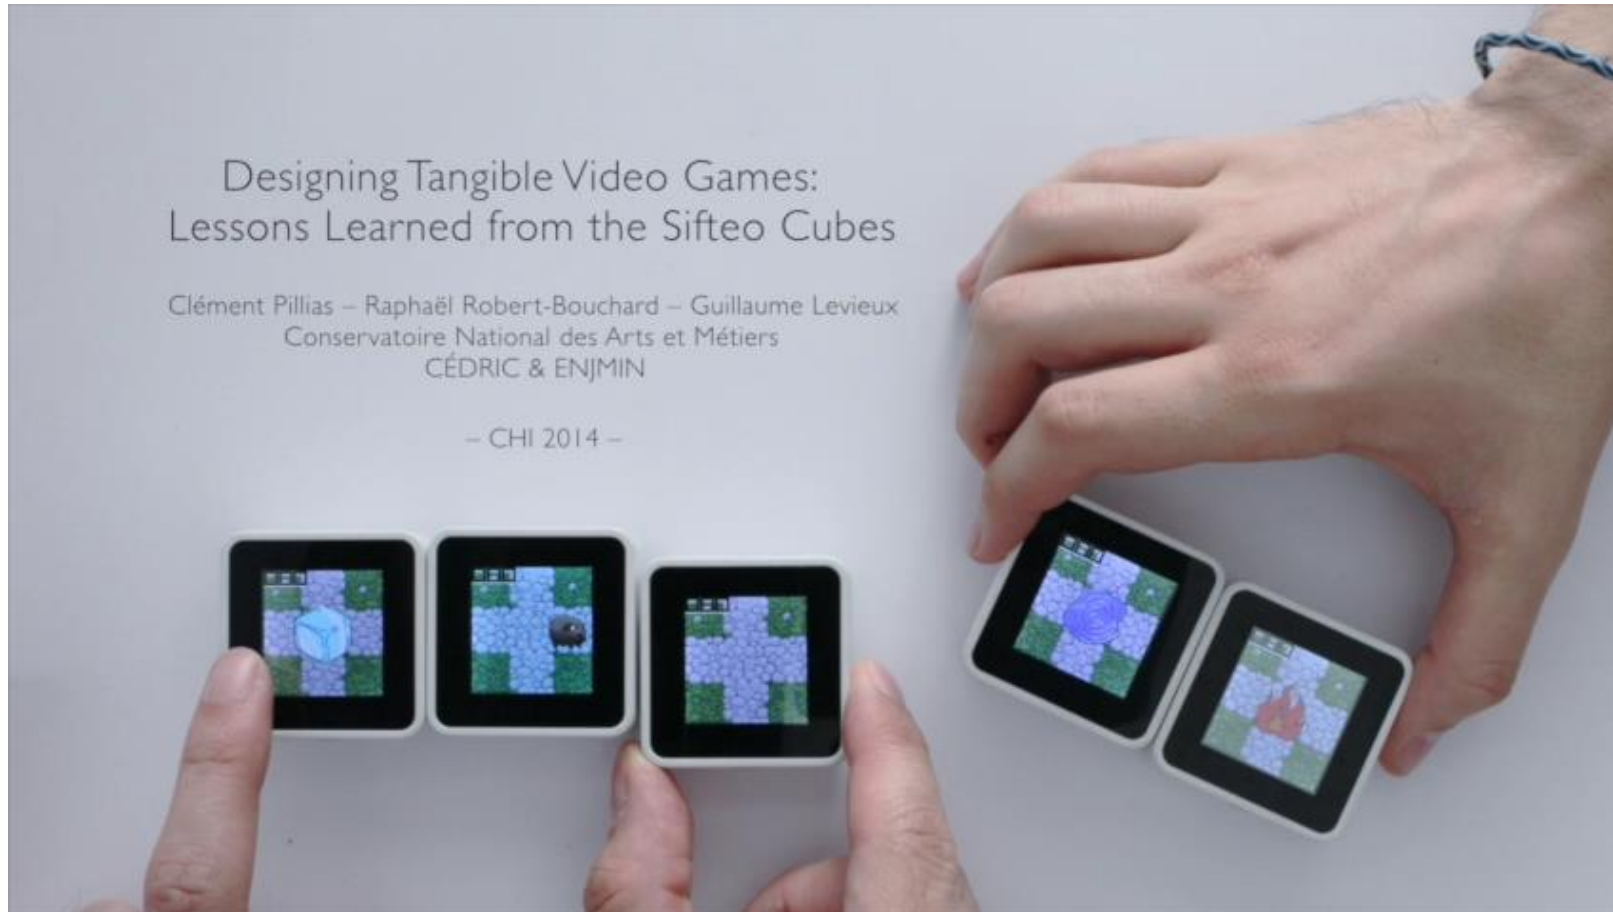 Designing Tangible Video Games:
Lessons Learned from the Sifteo Cubes
Clément Pillias – Raphaël Robert-Bouchard – Guillaume Levieux
Conservatoire National des Arts et Métiers
CÉDRIC & ENJMIN
– CHI 2014 –